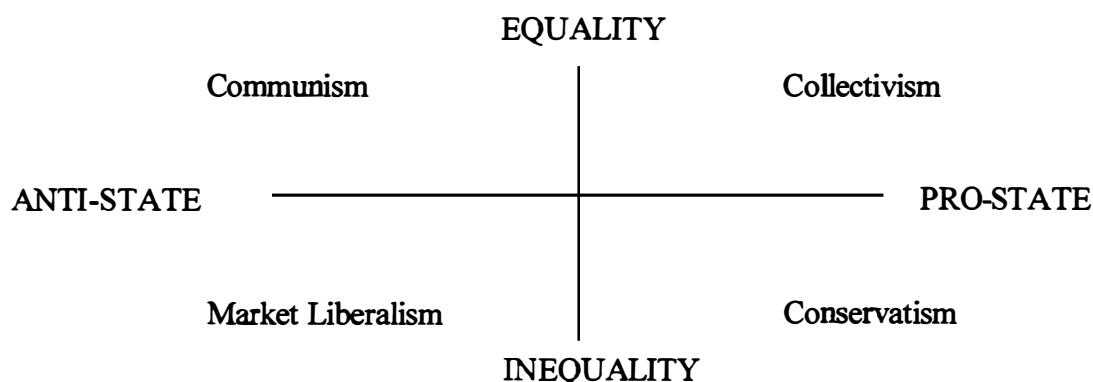 EQUALITY
Communism
Collectivism
ANTI-STATE
PRO-STATE
Market Liberalism
Conservatism
INEQUALITY